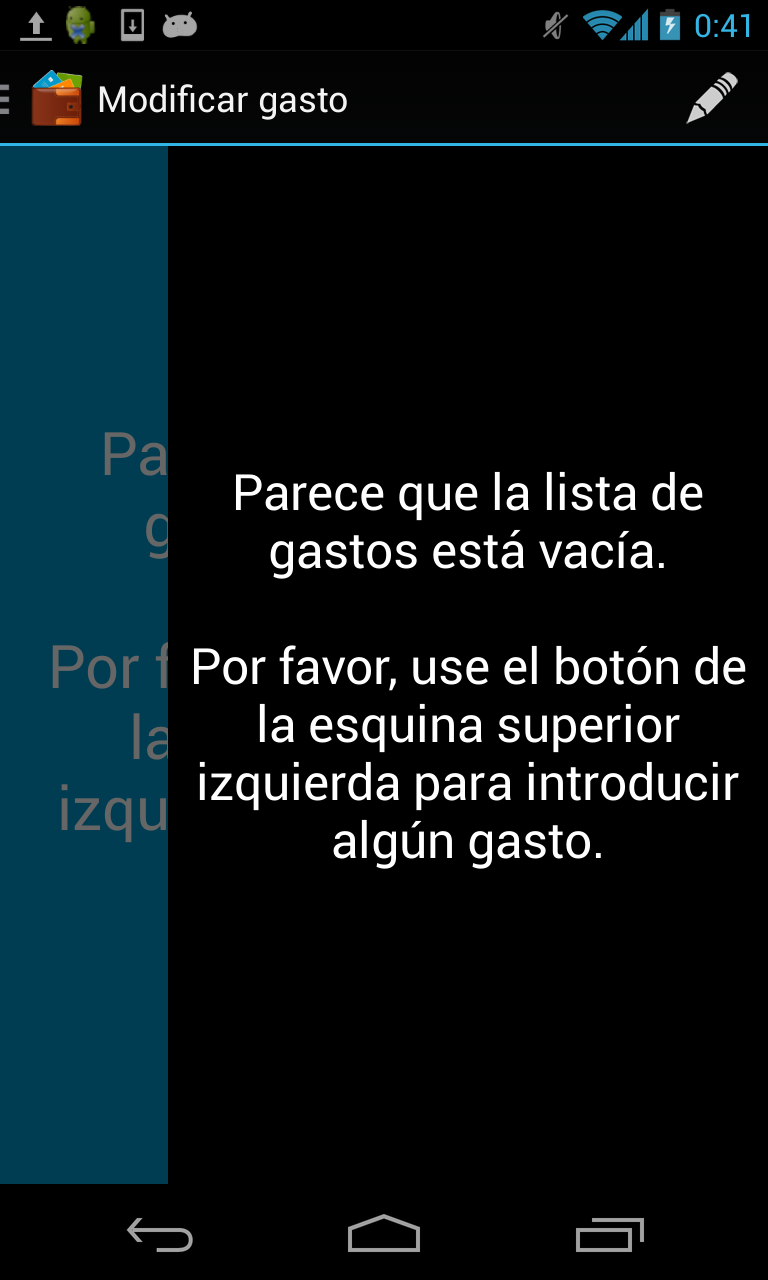 0:41
Modificar gasto
Pa
g
Por f
la
izqu
Parece que la lista de
gastos está vacía.
Por favor, use el botón de
la esquina superior
izquierda para introducir
algún gasto.